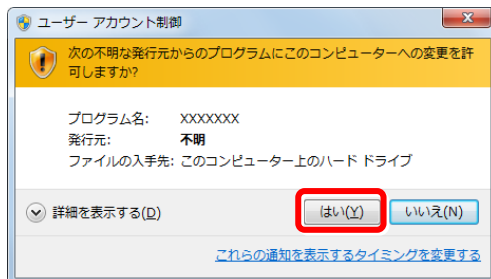 ユーザー アカウント制御
次の不明な発行元からのプログラムにこのコンピューターへの変更を許
可しますか?
プログラム名: XXXXXXX
発行元: 不明
ファイルの入手先: このコンピューター上のハード ドライブ
詳細を表示する(D) はい(Y) いいえ(N)
これらの通知を表示するタイミングを変更する